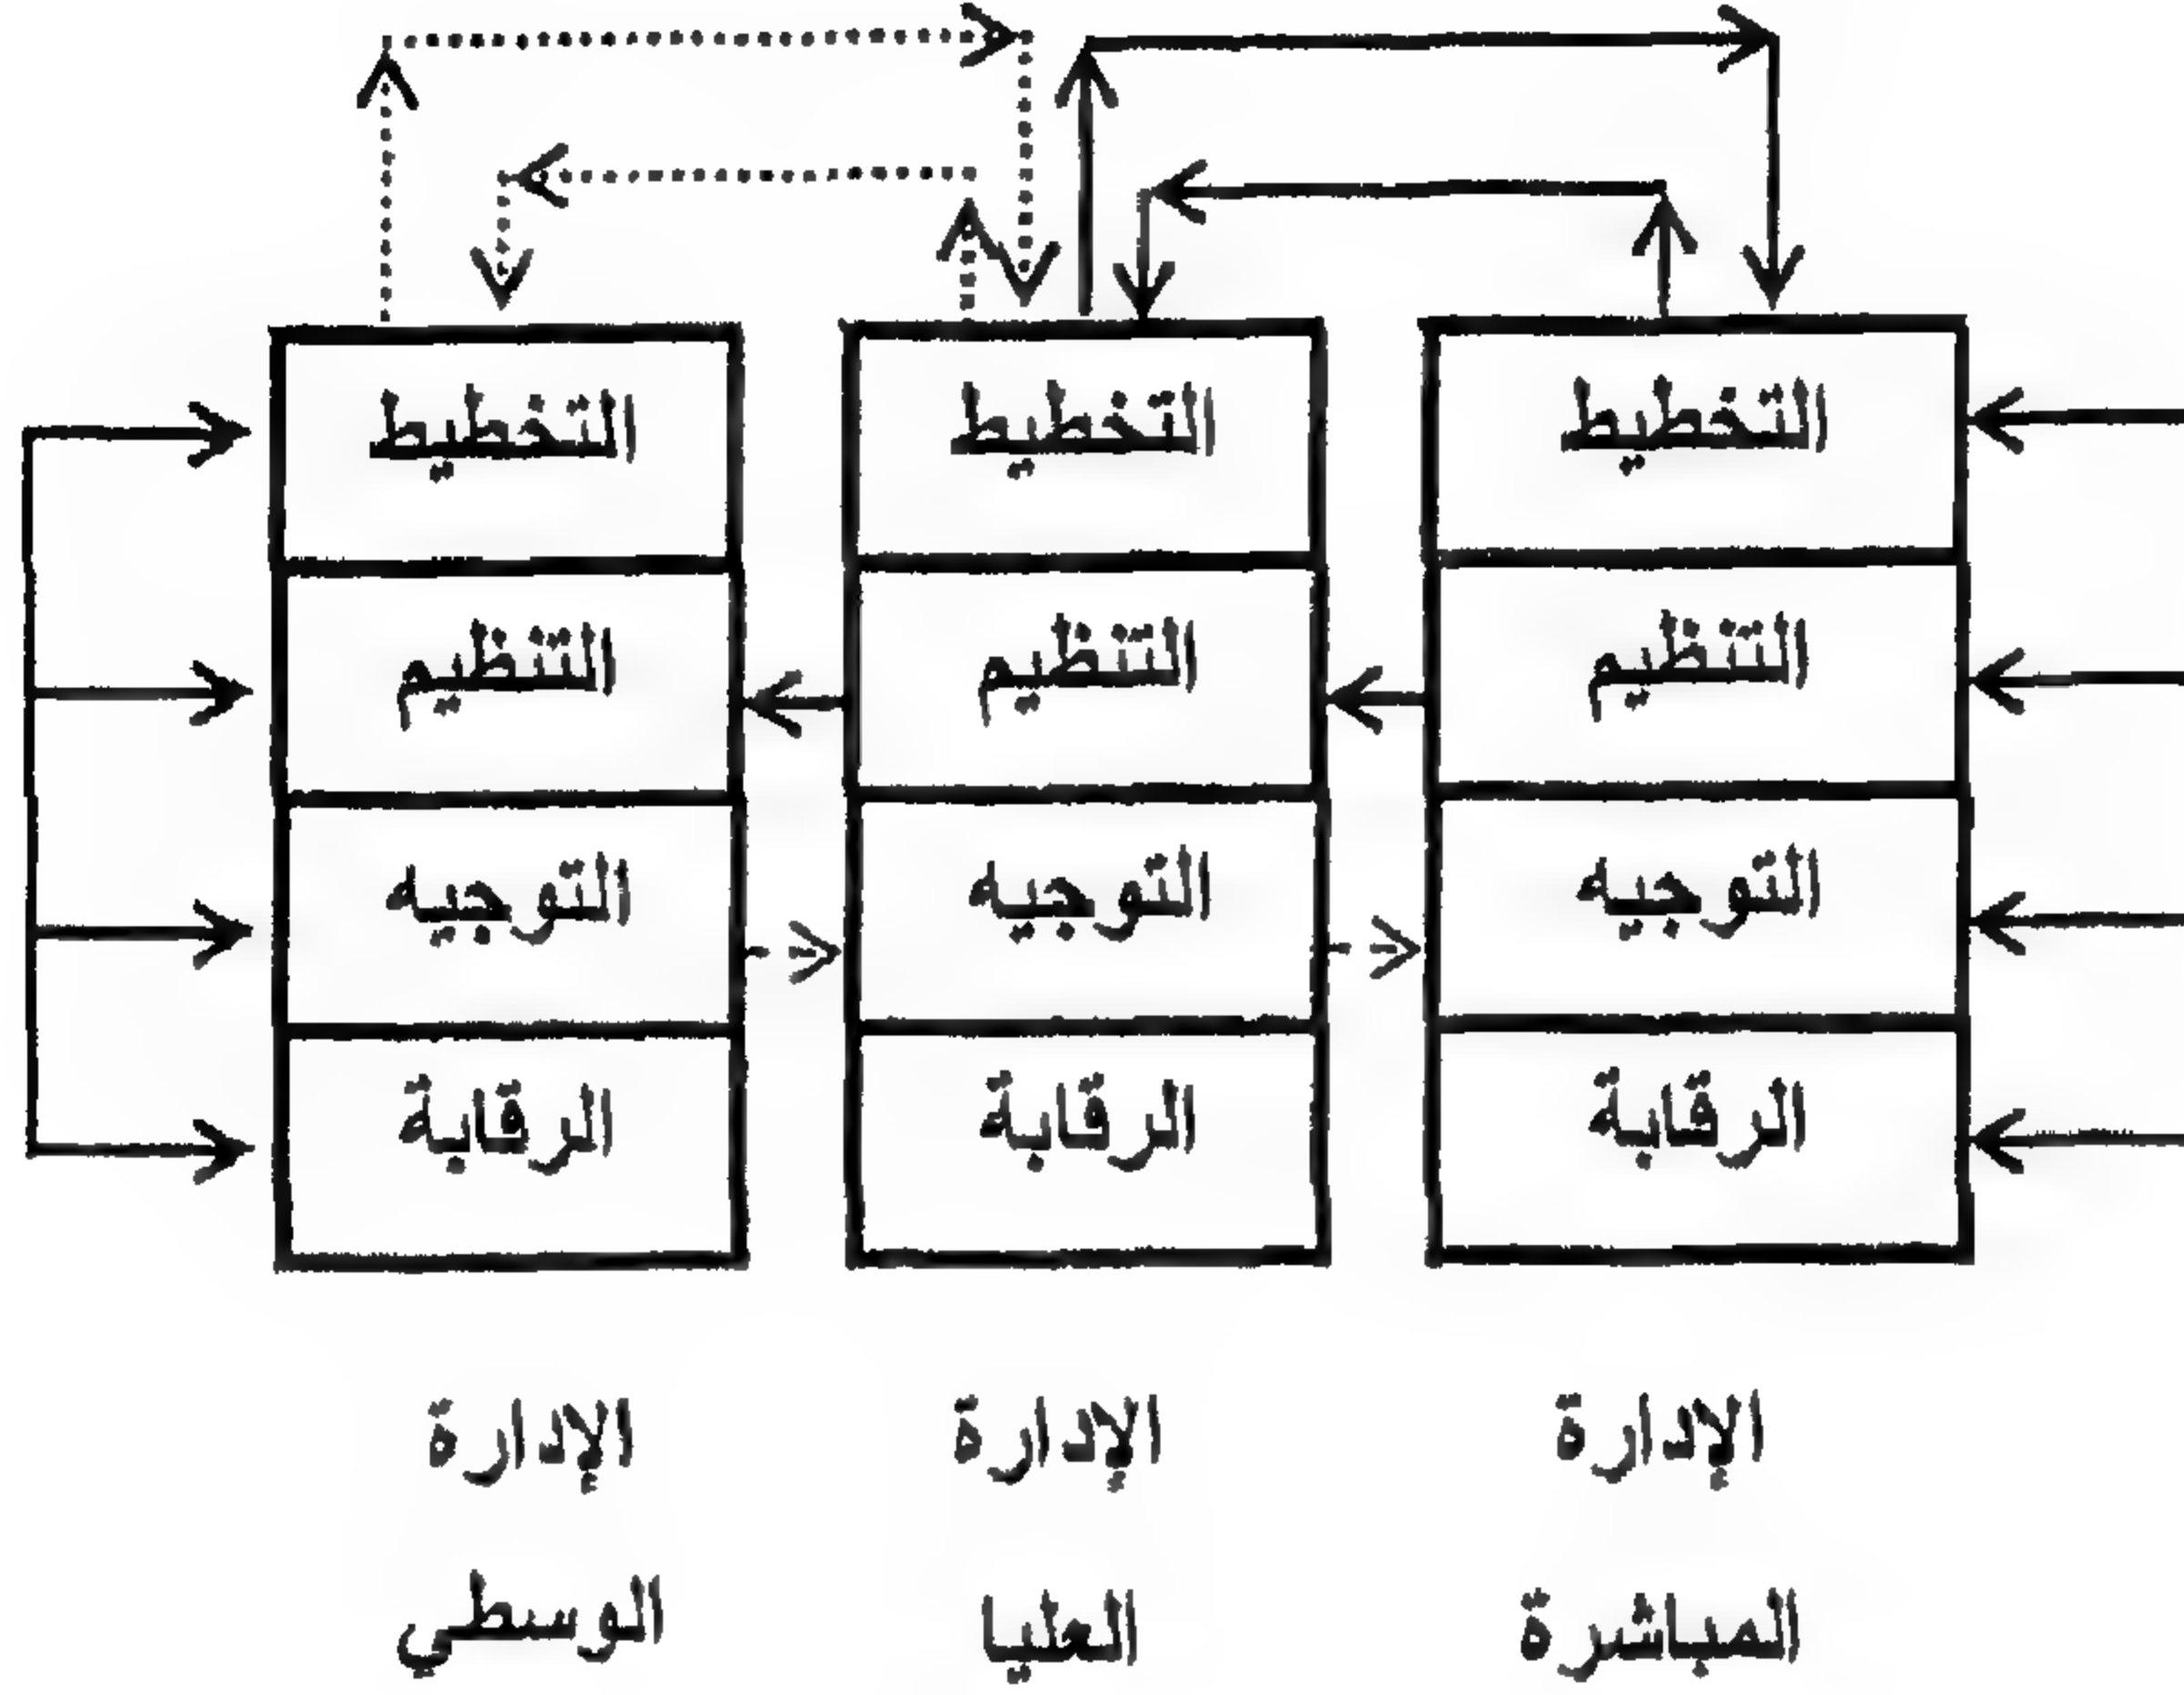 التخطيط
التخطيط
التخطيط
التنظيم
التنظيم
التنظيم
التوجيه
التوجيه
التوجيه
الرقابة
الرقابة
الرقابة
الإدارة
المباشرة
الإدارة
العليا
الإدارة
الوسطي